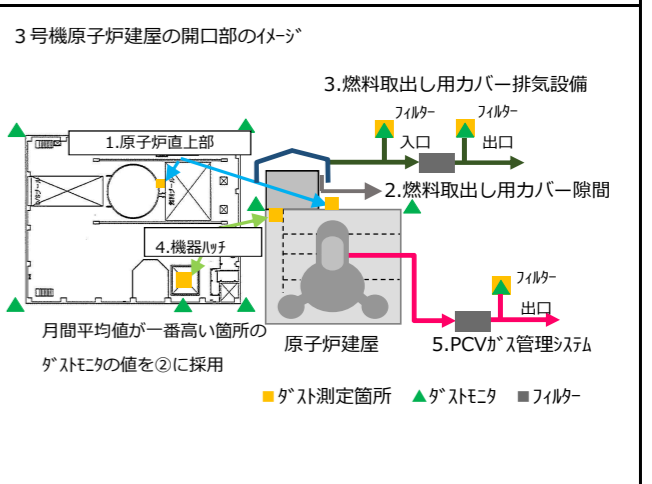 3号機原子炉建屋の開口部のイメージ
3.燃料取出し用カバー排気設備
フィルター
フィルター
入口
出口
1.原子炉直上部
2.燃料取出し用カバー隙間
4.機器ハッチ
フィルター
出口
月間平均値が一番高い箇所の
ダストモニタの値を②に採用
原子炉建屋
5.PCVガス管理システム
■ダスト測定箇所 ▲ダストモニタ ■フィルター